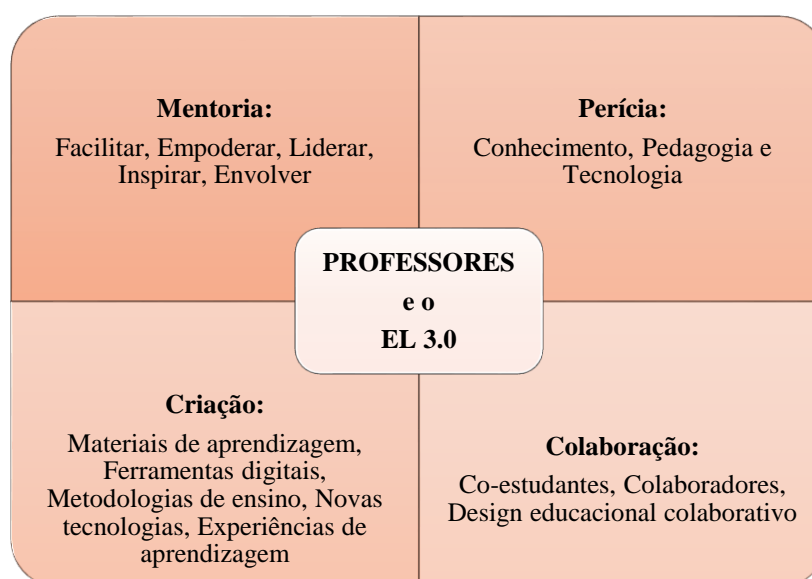 Mentoria:
Facilitar, Empoderar, Liderar,
Inspirar, Envolver
Perícia:
Conhecimento, Pedagogia e
Tecnologia
PROFESSORES
e o
EL 3.0
Criação:
Materiais de aprendizagem,
Ferramentas digitais,
Metodologias de ensino, Novas
tecnologias, Experiências de
aprendizagem
Colaboração:
Co-estudantes, Colaboradores,
Design educacional colaborativo